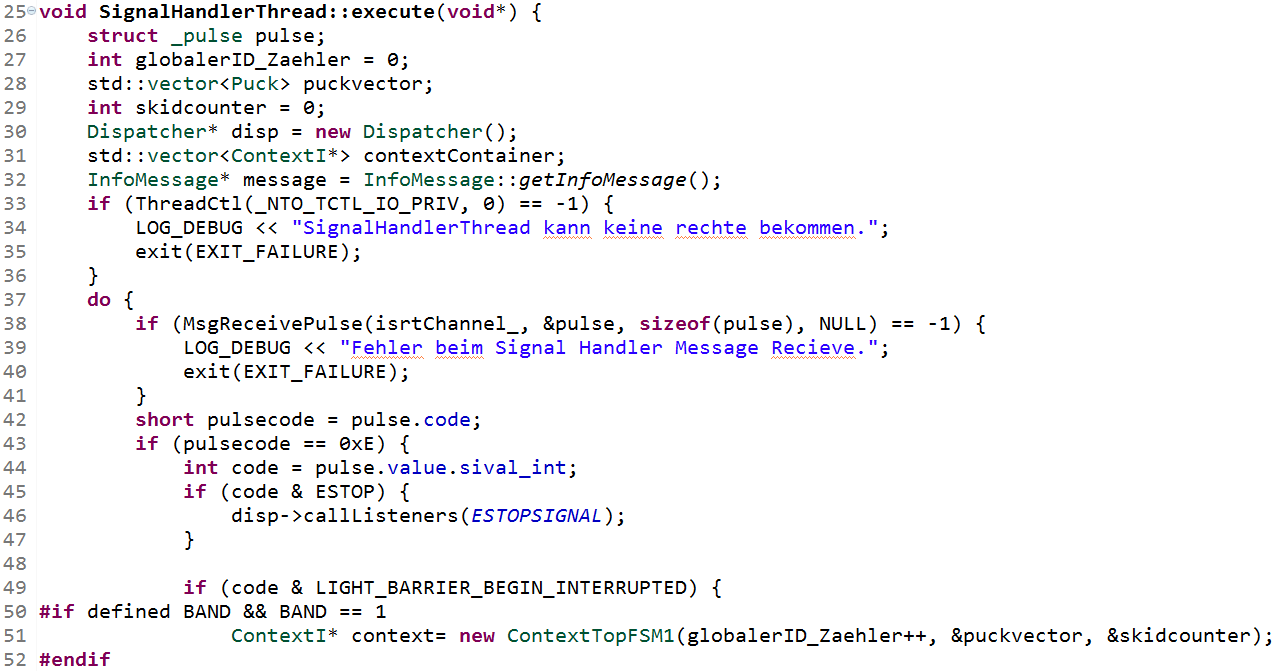 25 void SignalHandlerThread::execute(void*) {
26     struct _pulse pulse;
27     int globalerID_Zaehler = 0;
28     std::vector<Puck> puckvector;
29     int skidcounter = 0;
30     Dispatcher* disp = new Dispatcher();
31     std::vector<ContextI*> contextContainer;
32     InfoMessage* message = InfoMessage::getInfoMessage();
33     if (ThreadCtl(_NTO_TCTL_IO_PRIV, 0) == -1) {
34         LOG_DEBUG << "SignalHandlerThread kann keine rechte bekommen.";
35         exit(EXIT_FAILURE);
36     }
37     do {
38         if (MsgReceivePulse(isrtChannel_, &pulse, sizeof(pulse), NULL) == -1) {
39             LOG_DEBUG << "Fehler beim Signal Handler Message Recieve.";
40             exit(EXIT_FAILURE);
41         }
42         short pulsecode = pulse.code;
43         if (pulsecode == 0xE) {
44             int code = pulse.value.sival_int;
45             if (code & ESTOP) {
46                 disp->callListeners(ESTOPSIGNAL);
47             }
48
49             if (code & LIGHT_BARRIER_BEGIN_INTERRUPTED) {
50 #if defined BAND && BAND == 1
51                 ContextI* context= new ContextTopFSM1(globalerID_Zaehler++, &puckvector, &skidcounter);
52 #endif